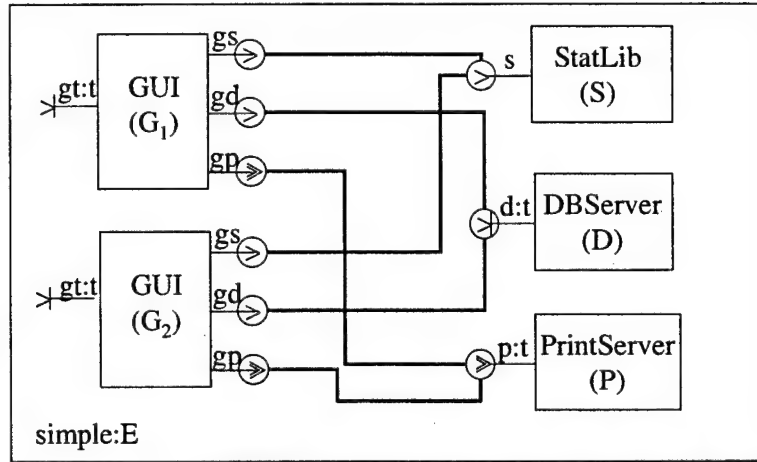 gs
gt:t
GUI
(G₁)
gd
gp
s
StatLib
(S)
d:t
DBServer
(D)
gs
gt:t
GUI
(G₂)
gd
gp
p:t
PrintServer
(P)
simple:E